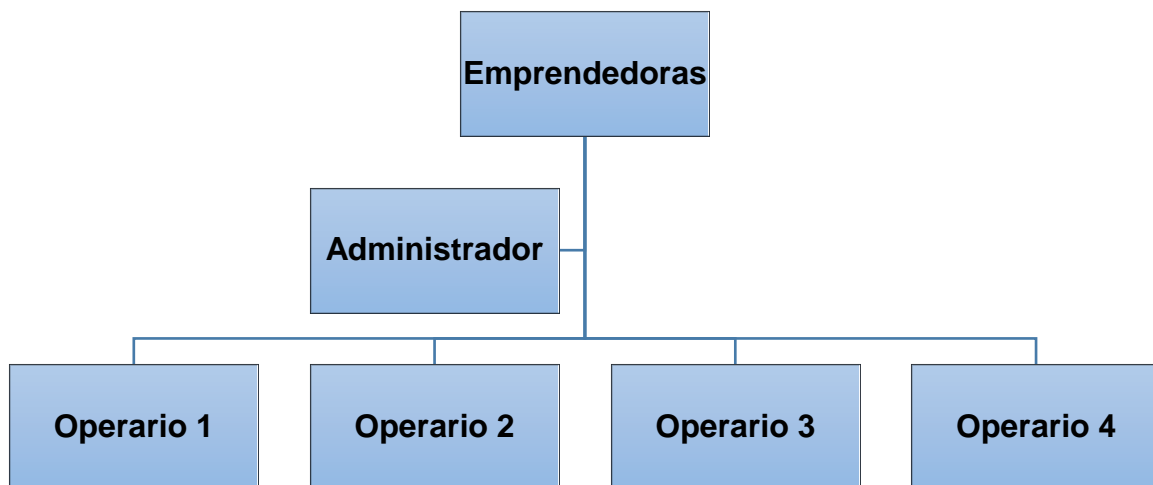 Emprendedoras
Administrador
Operario 1
Operario 2
Operario 3
Operario 4